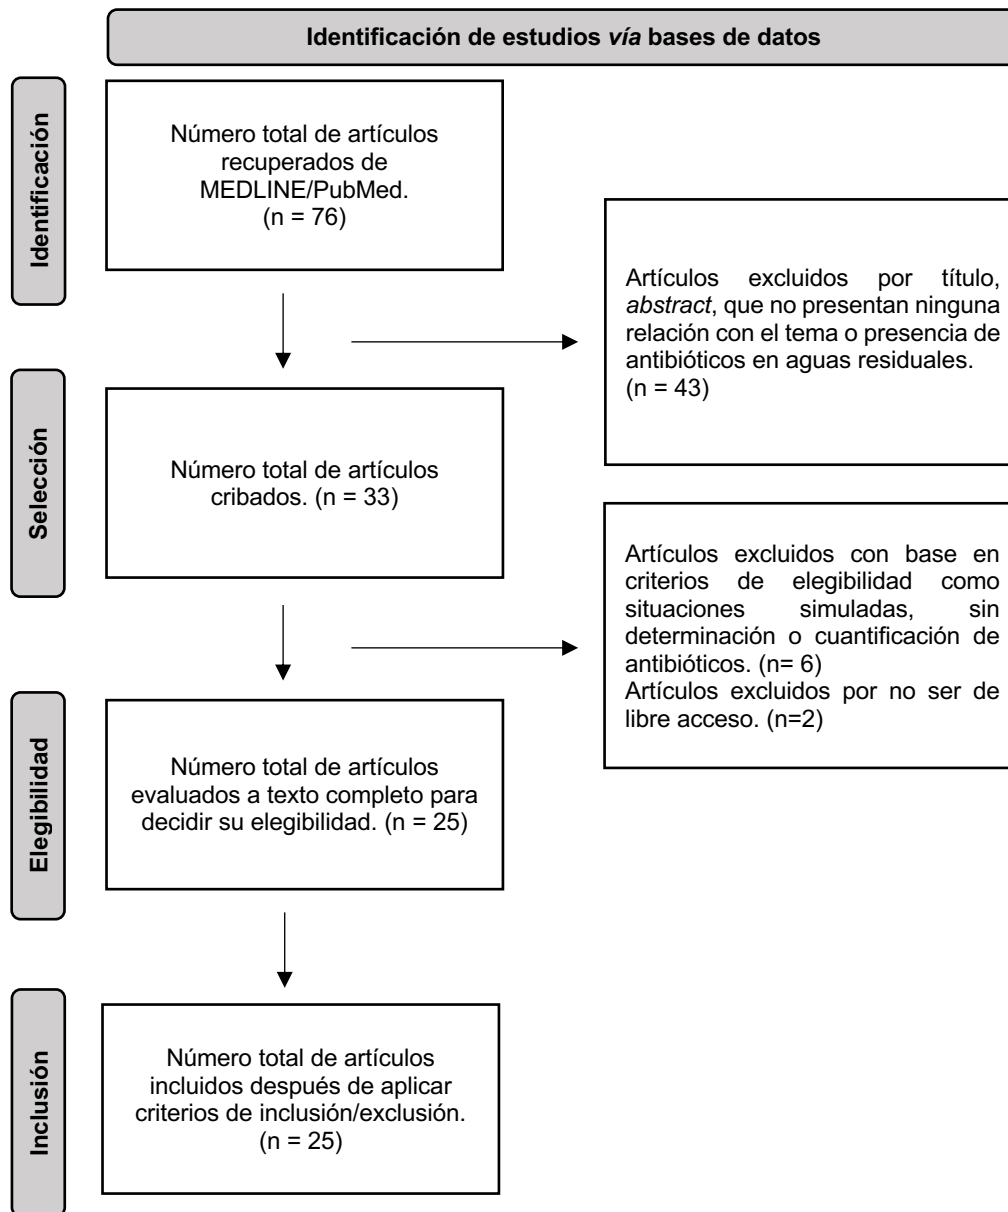 Identificación de estudios vía bases de datos
Identificación
Número total de artículos
recuperados de
MEDLINE/PubMed.
(n = 76)
Artículos excluidos por título,
abstract, que no presentan ninguna
relación con el tema o presencia de
antibióticos en aguas residuales.
(n = 43)
Selección
Número total de artículos
cribados. (n = 33)
Artículos excluidos con base en
criterios de elegibilidad como
situaciones simuladas, sin
determinación o cuantificación de
antibióticos. (n= 6)
Artículos excluidos por no ser de
libre acceso. (n=2)
Elegibilidad
Número total de artículos
evaluados a texto completo para
decidir su elegibilidad. (n = 25)
Inclusión
Número total de artículos
incluidos después de aplicar
criterios de inclusión/exclusión.
(n = 25)